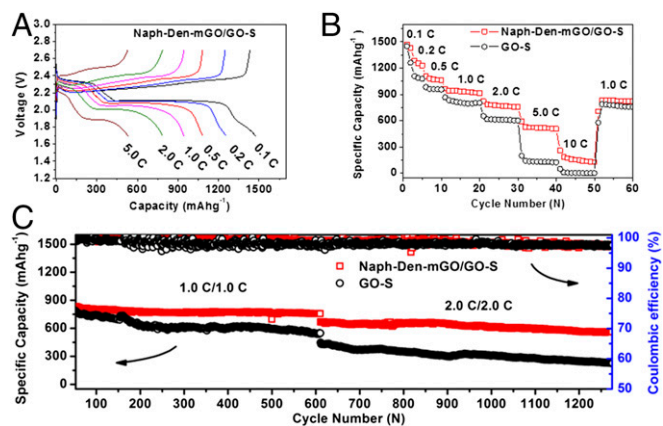 A
Naph-Den-mGO/GO-S
Voltage (V)
3.0
2.8
2.6
2.4
2.2
2.0
1.8
1.6
1.4
1.2
5.0 C
2.0 C
1.0 C
0.5 C
0.2 C
0.1 C
0
300
600
900
1200
1500
Capacity (mAhg-1)
B
Naph-Den-mGO/GO-S
GO-S
Specific Capacity (mAhg-1)
1500
1200
900
600
300
0
0.1 C
0.2 C
0.5 C
1.0 C
2.0 C
5.0 C
10 C
1.0 C
0
10
20
30
40
50
60
Cycle Number (N)
C
Specific Capacity (mAhg-1)
1500
1200
900
600
300
0
Naph-Den-mGO/GO-S
GO-S
1.0 C/1.0 C
2.0 C/2.0 C
100
90
80
70
60
50
Coulombic efficiency (%)
100
200
300
400
500
600
700
800
900
1000
1100
1200
Cycle Number (N)